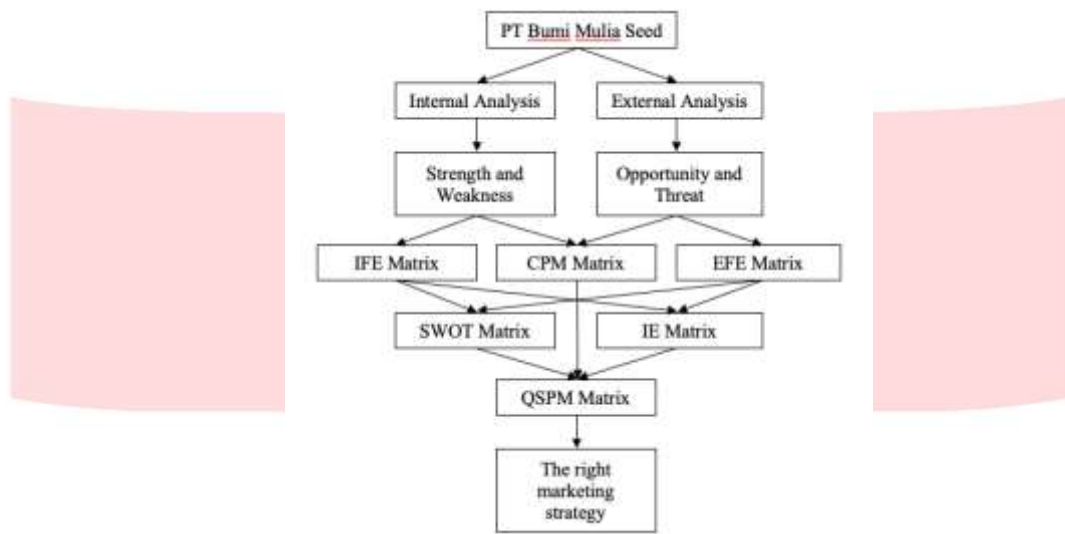 PT Bumi Mulia Seed
Internal Analysis
External Analysis
Strength and
Weakness
Opportunity and
Threat
IFE Matrix
CPM Matrix
EFE Matrix
SWOT Matrix
IE Matrix
QSPM Matrix
The right
marketing
strategy